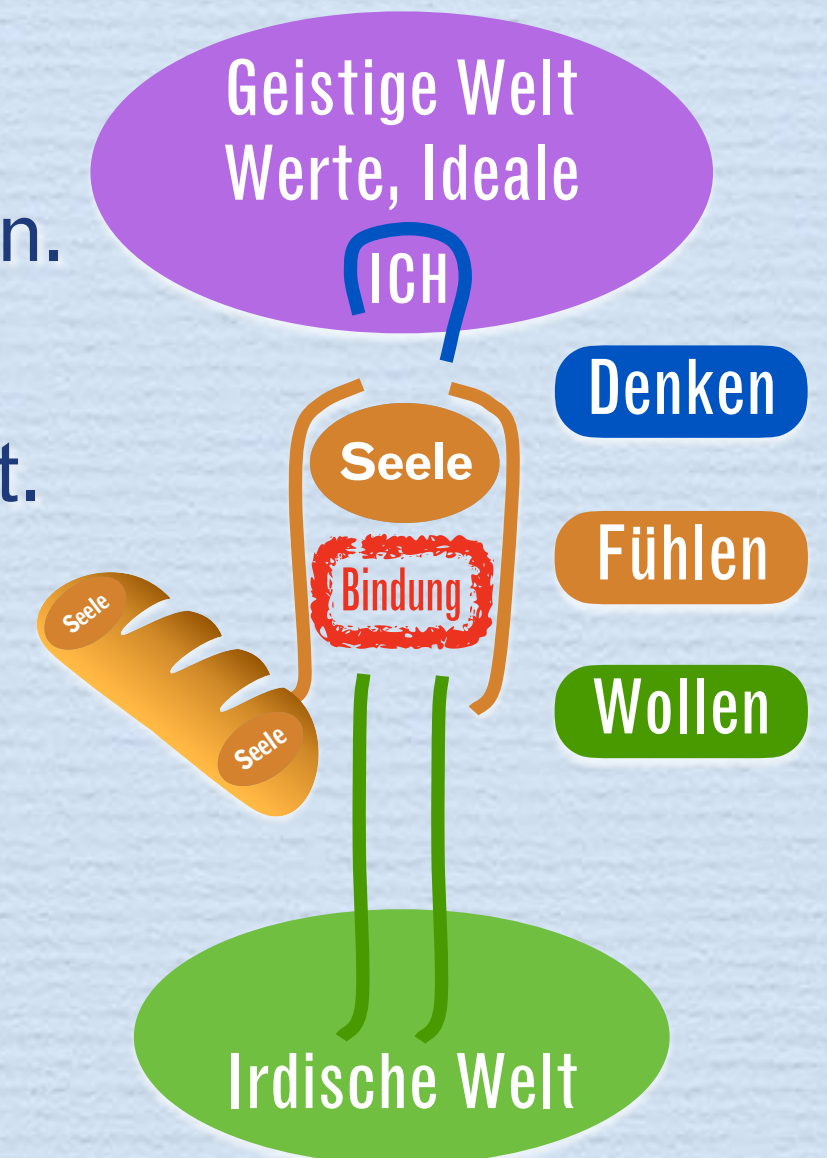 Geistige Welt
Werte, Ideale
n.
ICH
Denken
t.
Seele
Fühlen
Bindung
Seele
Wollen
Seele
Irdische Welt